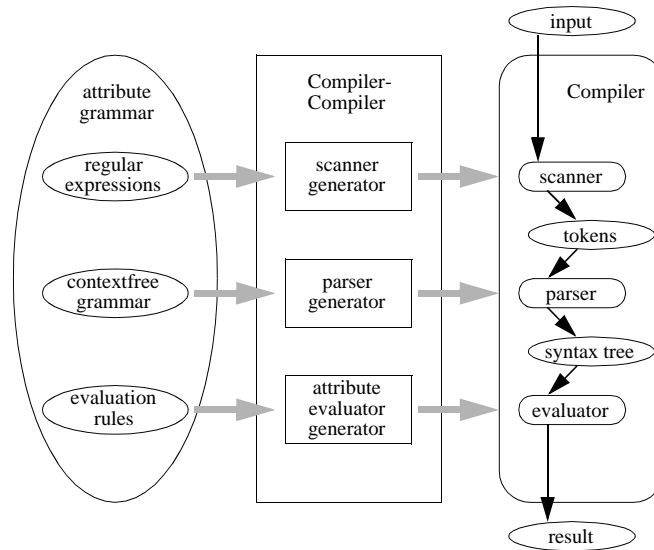 input
Compiler-
Compiler
Compiler
attribute
grammar
regular
expressions
scanner
generator
scanner
tokens
contextfree
grammar
parser
generator
parser
syntax tree
evaluation
rules
attribute
evaluator
generator
evaluator
result